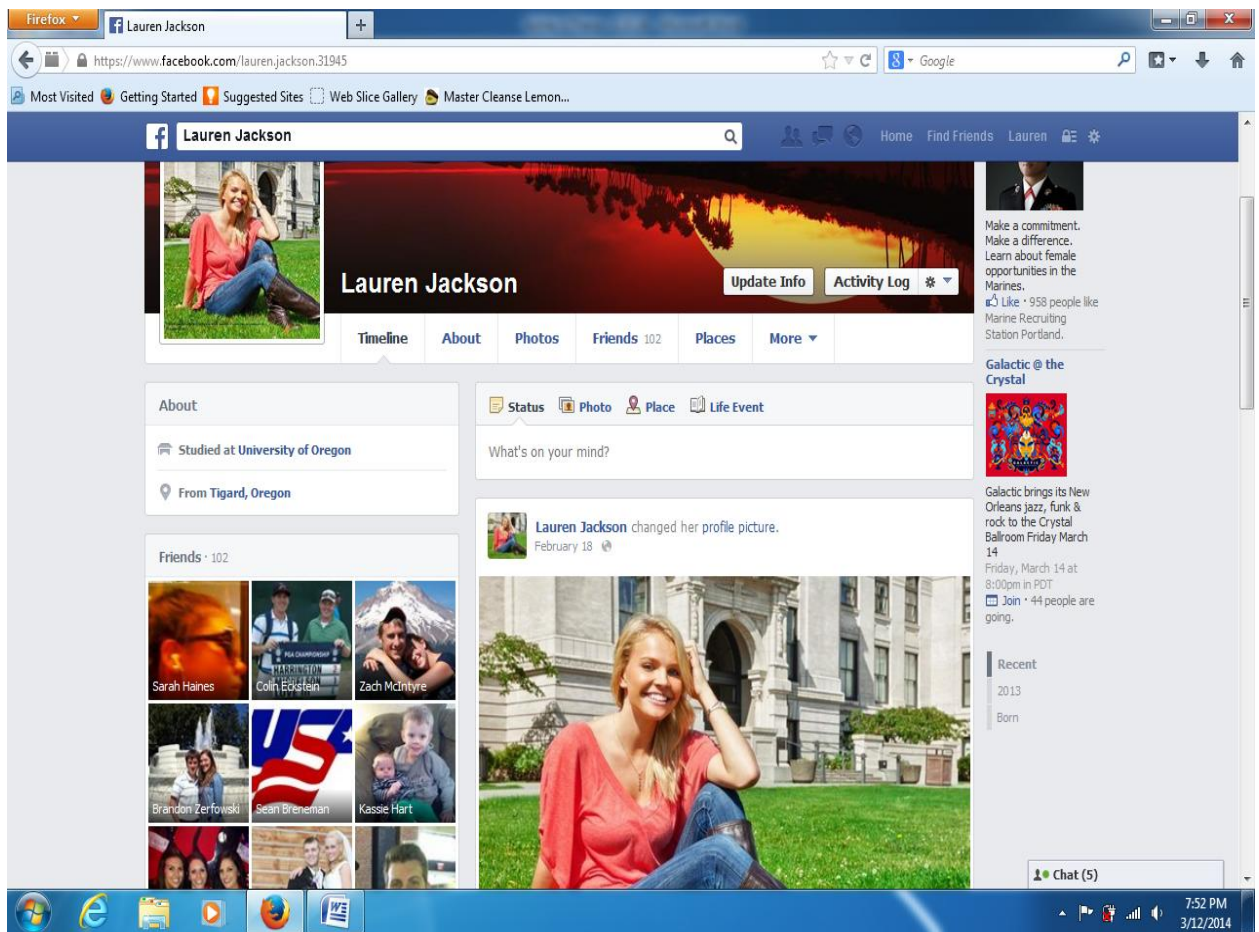 Firefox
Lauren Jackson
https://www.facebook.com/lauren.jackson.31945
Google
Most Visited Getting Started Suggested Sites Web Slice Gallery Master Cleanse Lemon...
Lauren Jackson
Home Find Friends Lauren
Lauren Jackson
Update Info Activity Log
Timeline About Photos Friends 102 Places More
About
Studied at University of Oregon
From Tigard, Oregon
Friends · 102
Sarah Haines
PGA CHAMPIONSHIP
HARRINGTON
Colin Eckstein
Zach McIntyre
Brandon Zerfowski
Sean Breneman
Kassie Hart
Status Photo Place Life Event
What's on your mind?
Lauren Jackson changed her profile picture.
February 18
Make a commitment.
Make a difference.
Learn about female
opportunities in the
Marines.
Like · 958 people like
Marine Recruiting
Station Portland.
Galactic @ the
Crystal
GALACTIC
Galactic brings its New
Orleans jazz, funk &
rock to the Crystal
Ballroom Friday March
14
Friday, March 14 at
8:00pm in PDT
Join · 44 people are
going.
Recent
2013
Born
Chat (5)
7:52 PM
3/12/2014